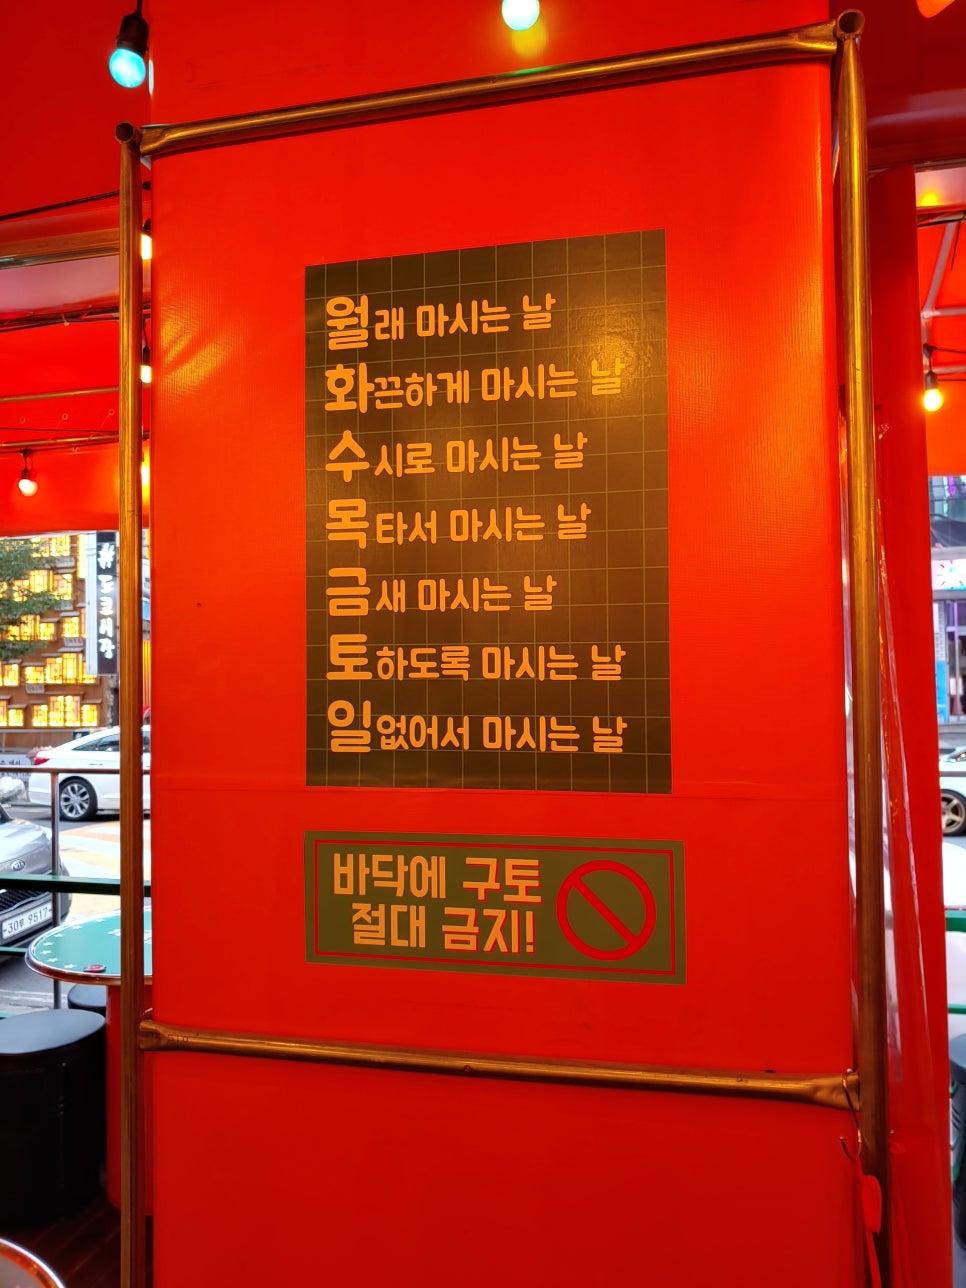 월래 마시는 날
화끈하게 마시는 날
수시로 마시는 날
목타서 마시는 날
금새 마시는 날
토하도록 마시는 날
일없어서 마시는 날
바닥에 구토
절대 금지!
9517